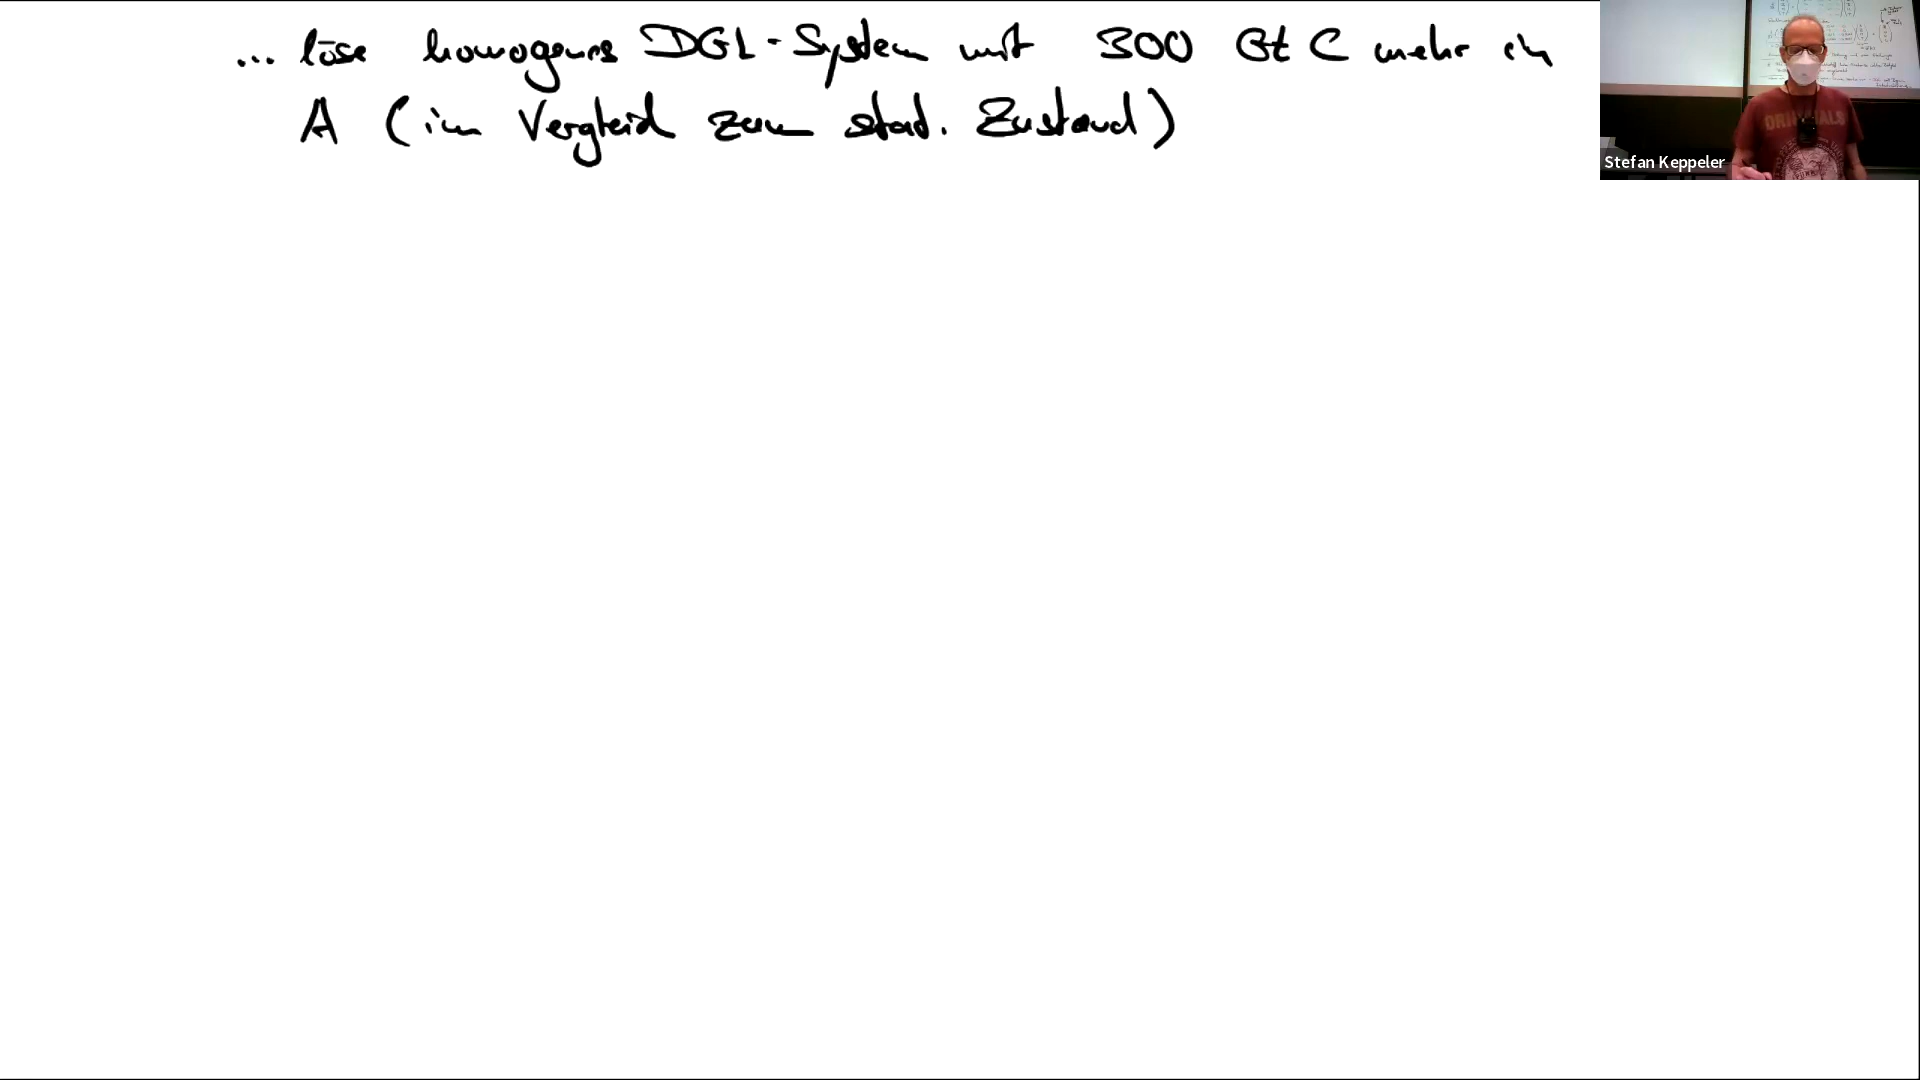 ... löse homogenes DGL-System mit 300 Gt C mehr in
A (im Vergleich zum stat. Zustand)
Stefan Keppeler